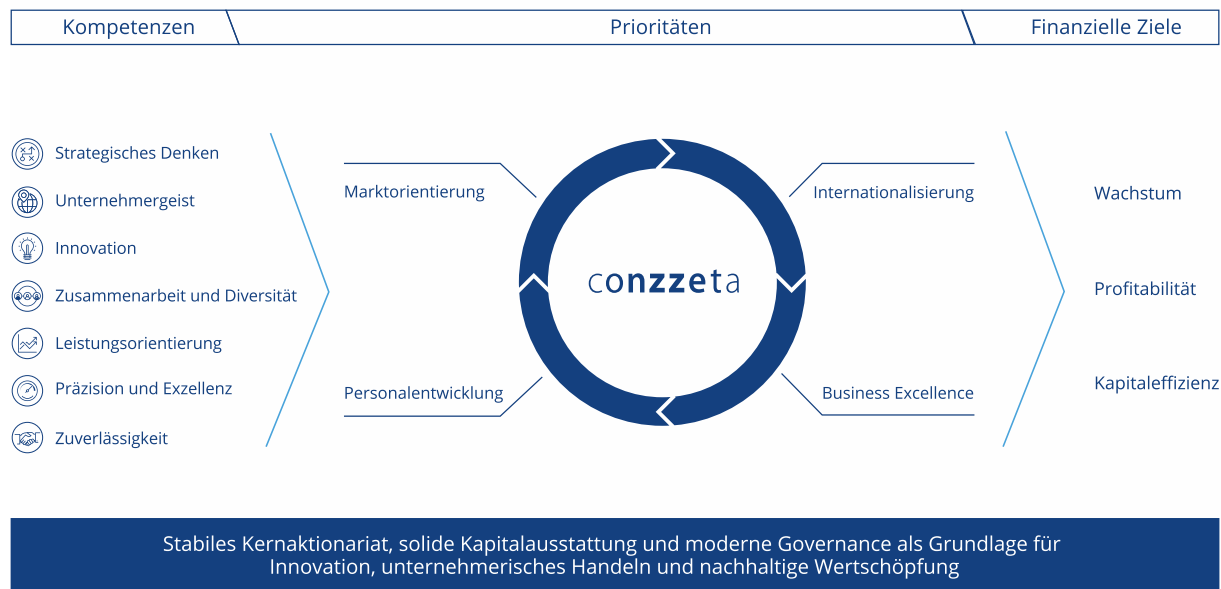 Kompetenzen
Prioritäten
Finanzielle Ziele
Strategisches Denken
Unternehmergeist
Innovation
Zusammenarbeit und Diversität
Leistungsorientierung
Präzision und Exzellenz
Zuverlässigkeit
Marktorientierung
Internationalisierung
conzzeta
Personalentwicklung
Business Excellence
Wachstum
Profitabilität
Kapitaleffizienz
Stabiles Kernaktionariat, solide Kapitalausstattung und moderne Governance als Grundlage für
Innovation, unternehmerisches Handeln und nachhaltige Wertschöpfung